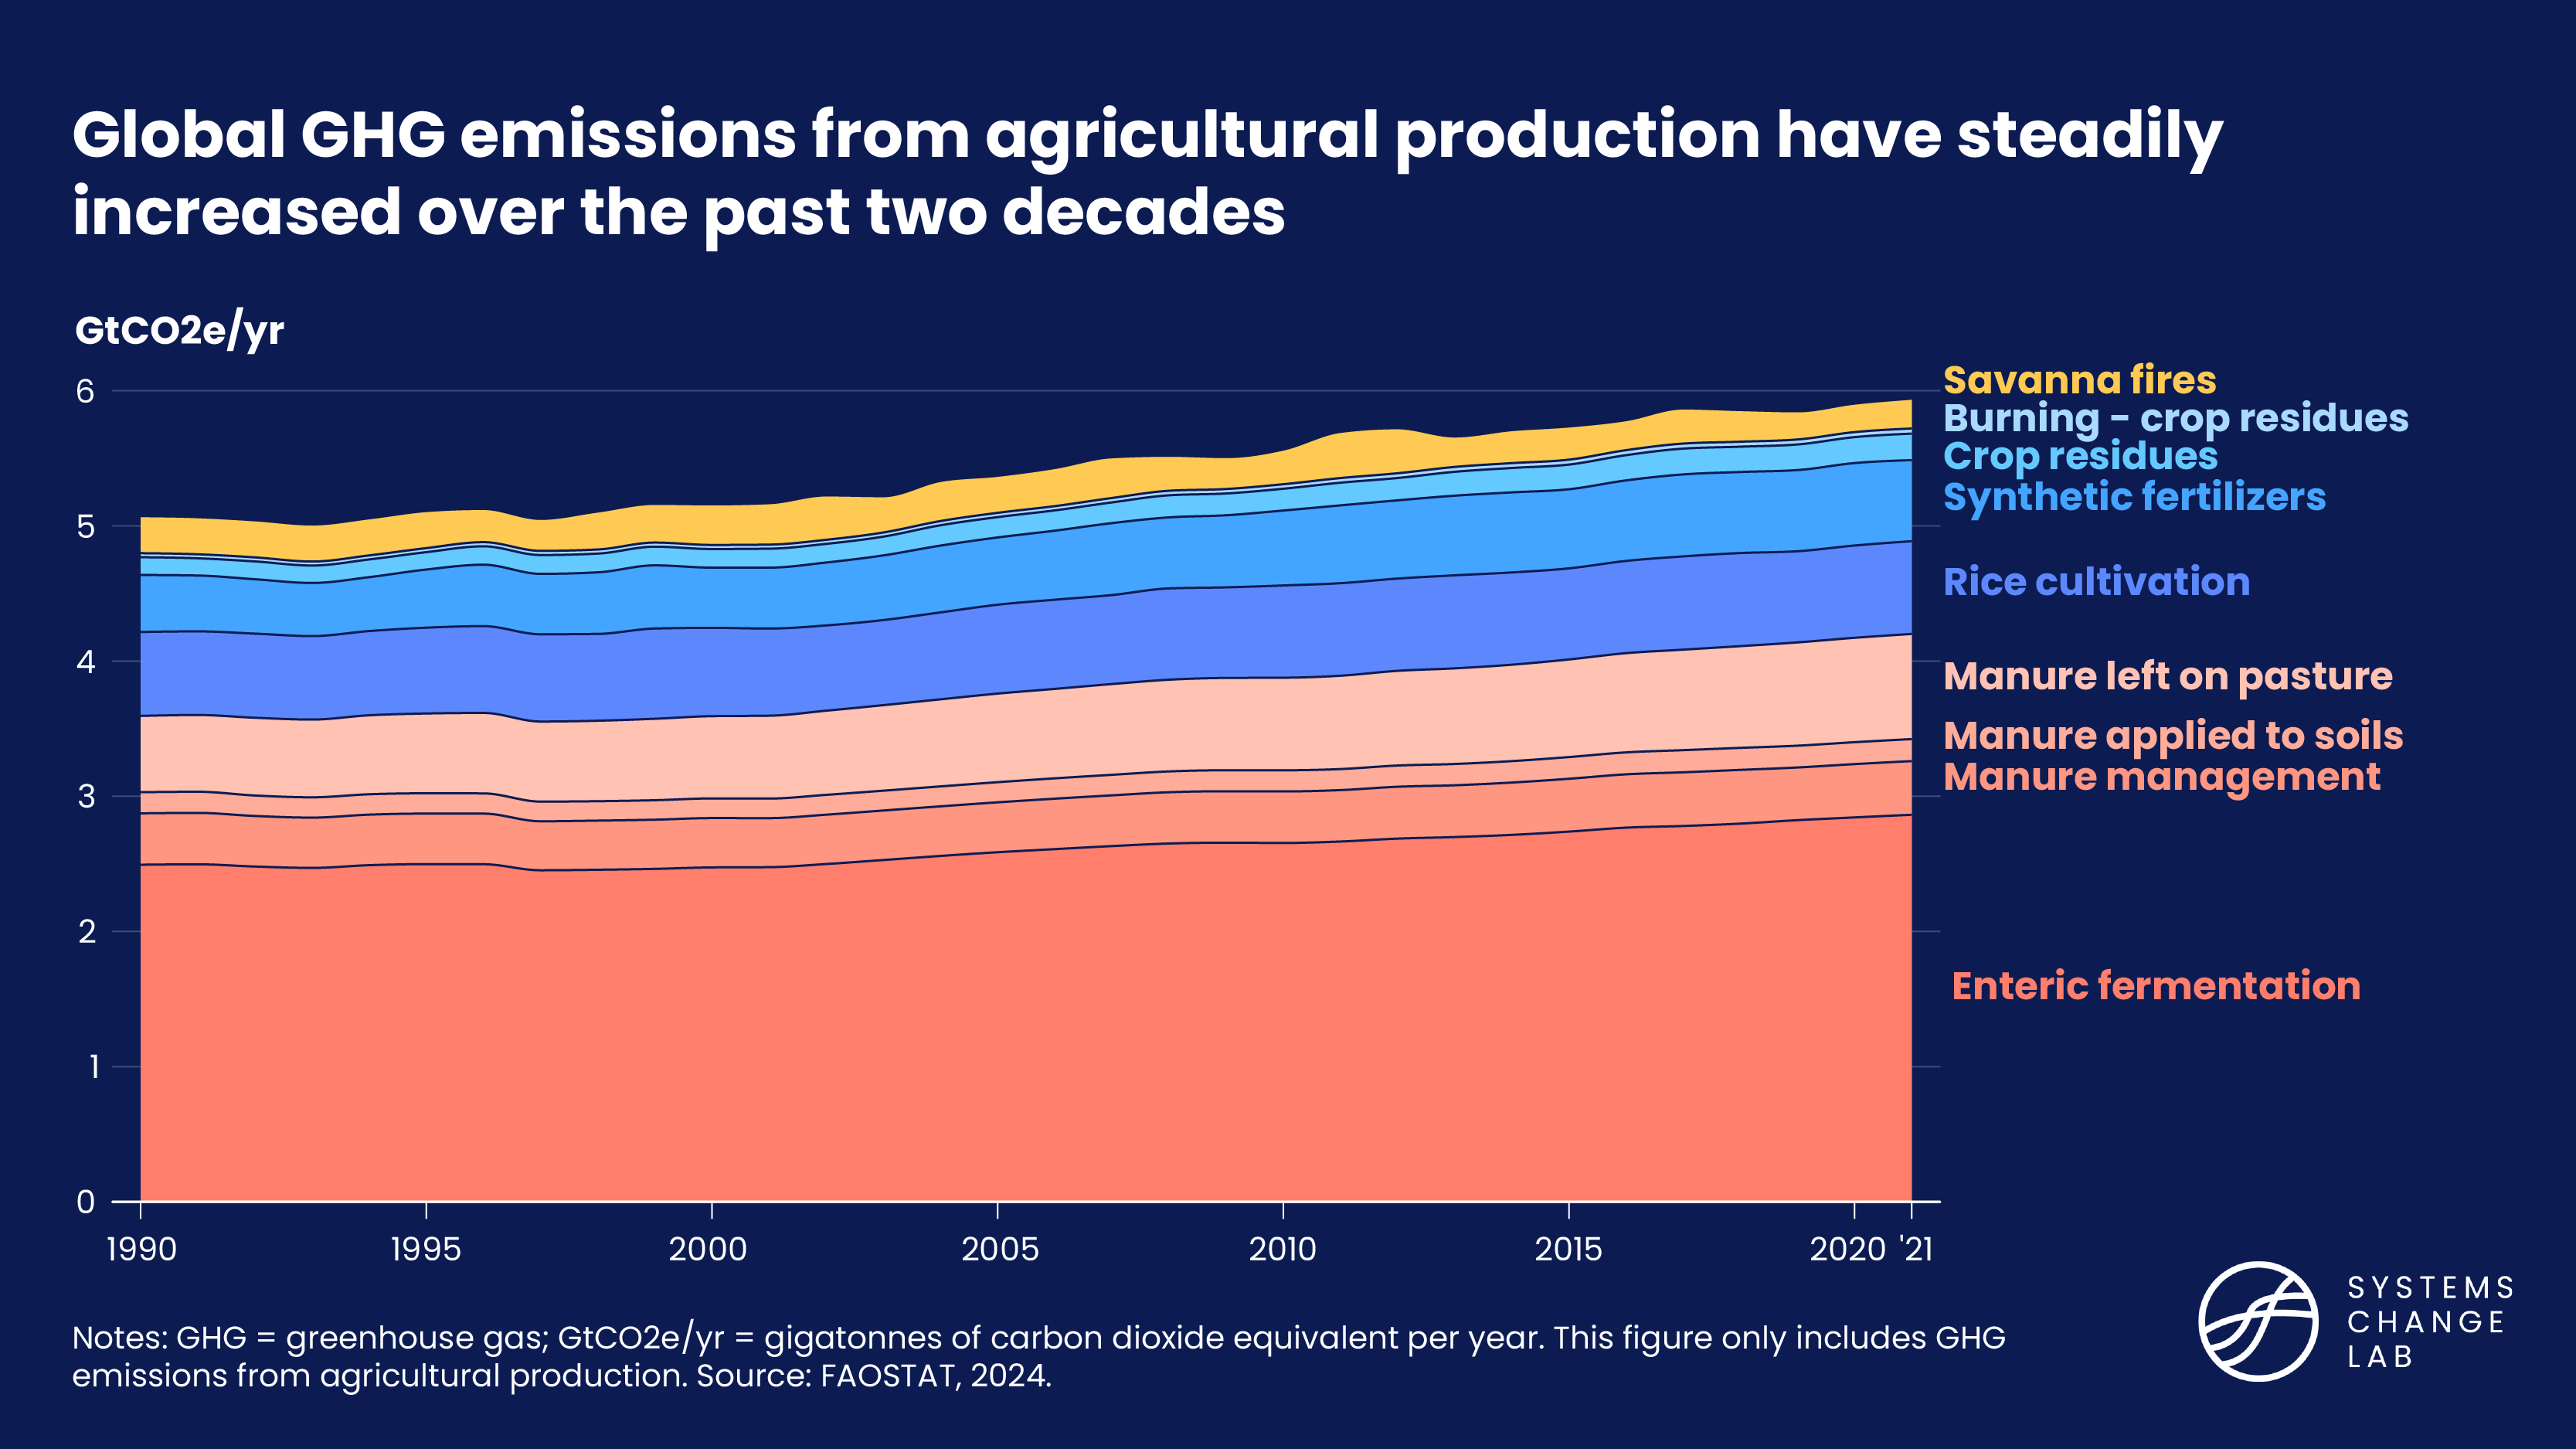 Global GHG emissions from agricultural production have steadily
increased over the past two decades
GtCO2e/yr
6
5
4
3
2
1
0
Savanna fires
Burning - crop residues
Crop residues
Synthetic fertilizers
Rice cultivation
Manure left on pasture
Manure applied to soils
Manure management
Enteric fermentation
1990 1995 2000 2005 2010 2015 2020 '21
Notes: GHG = greenhouse gas; GtCO2e/yr = gigatonnes of carbon dioxide equivalent per year. This figure only includes GHG
emissions from agricultural production. Source: FAOSTAT, 2024.
SYSTEMS
CHANGE
LAB